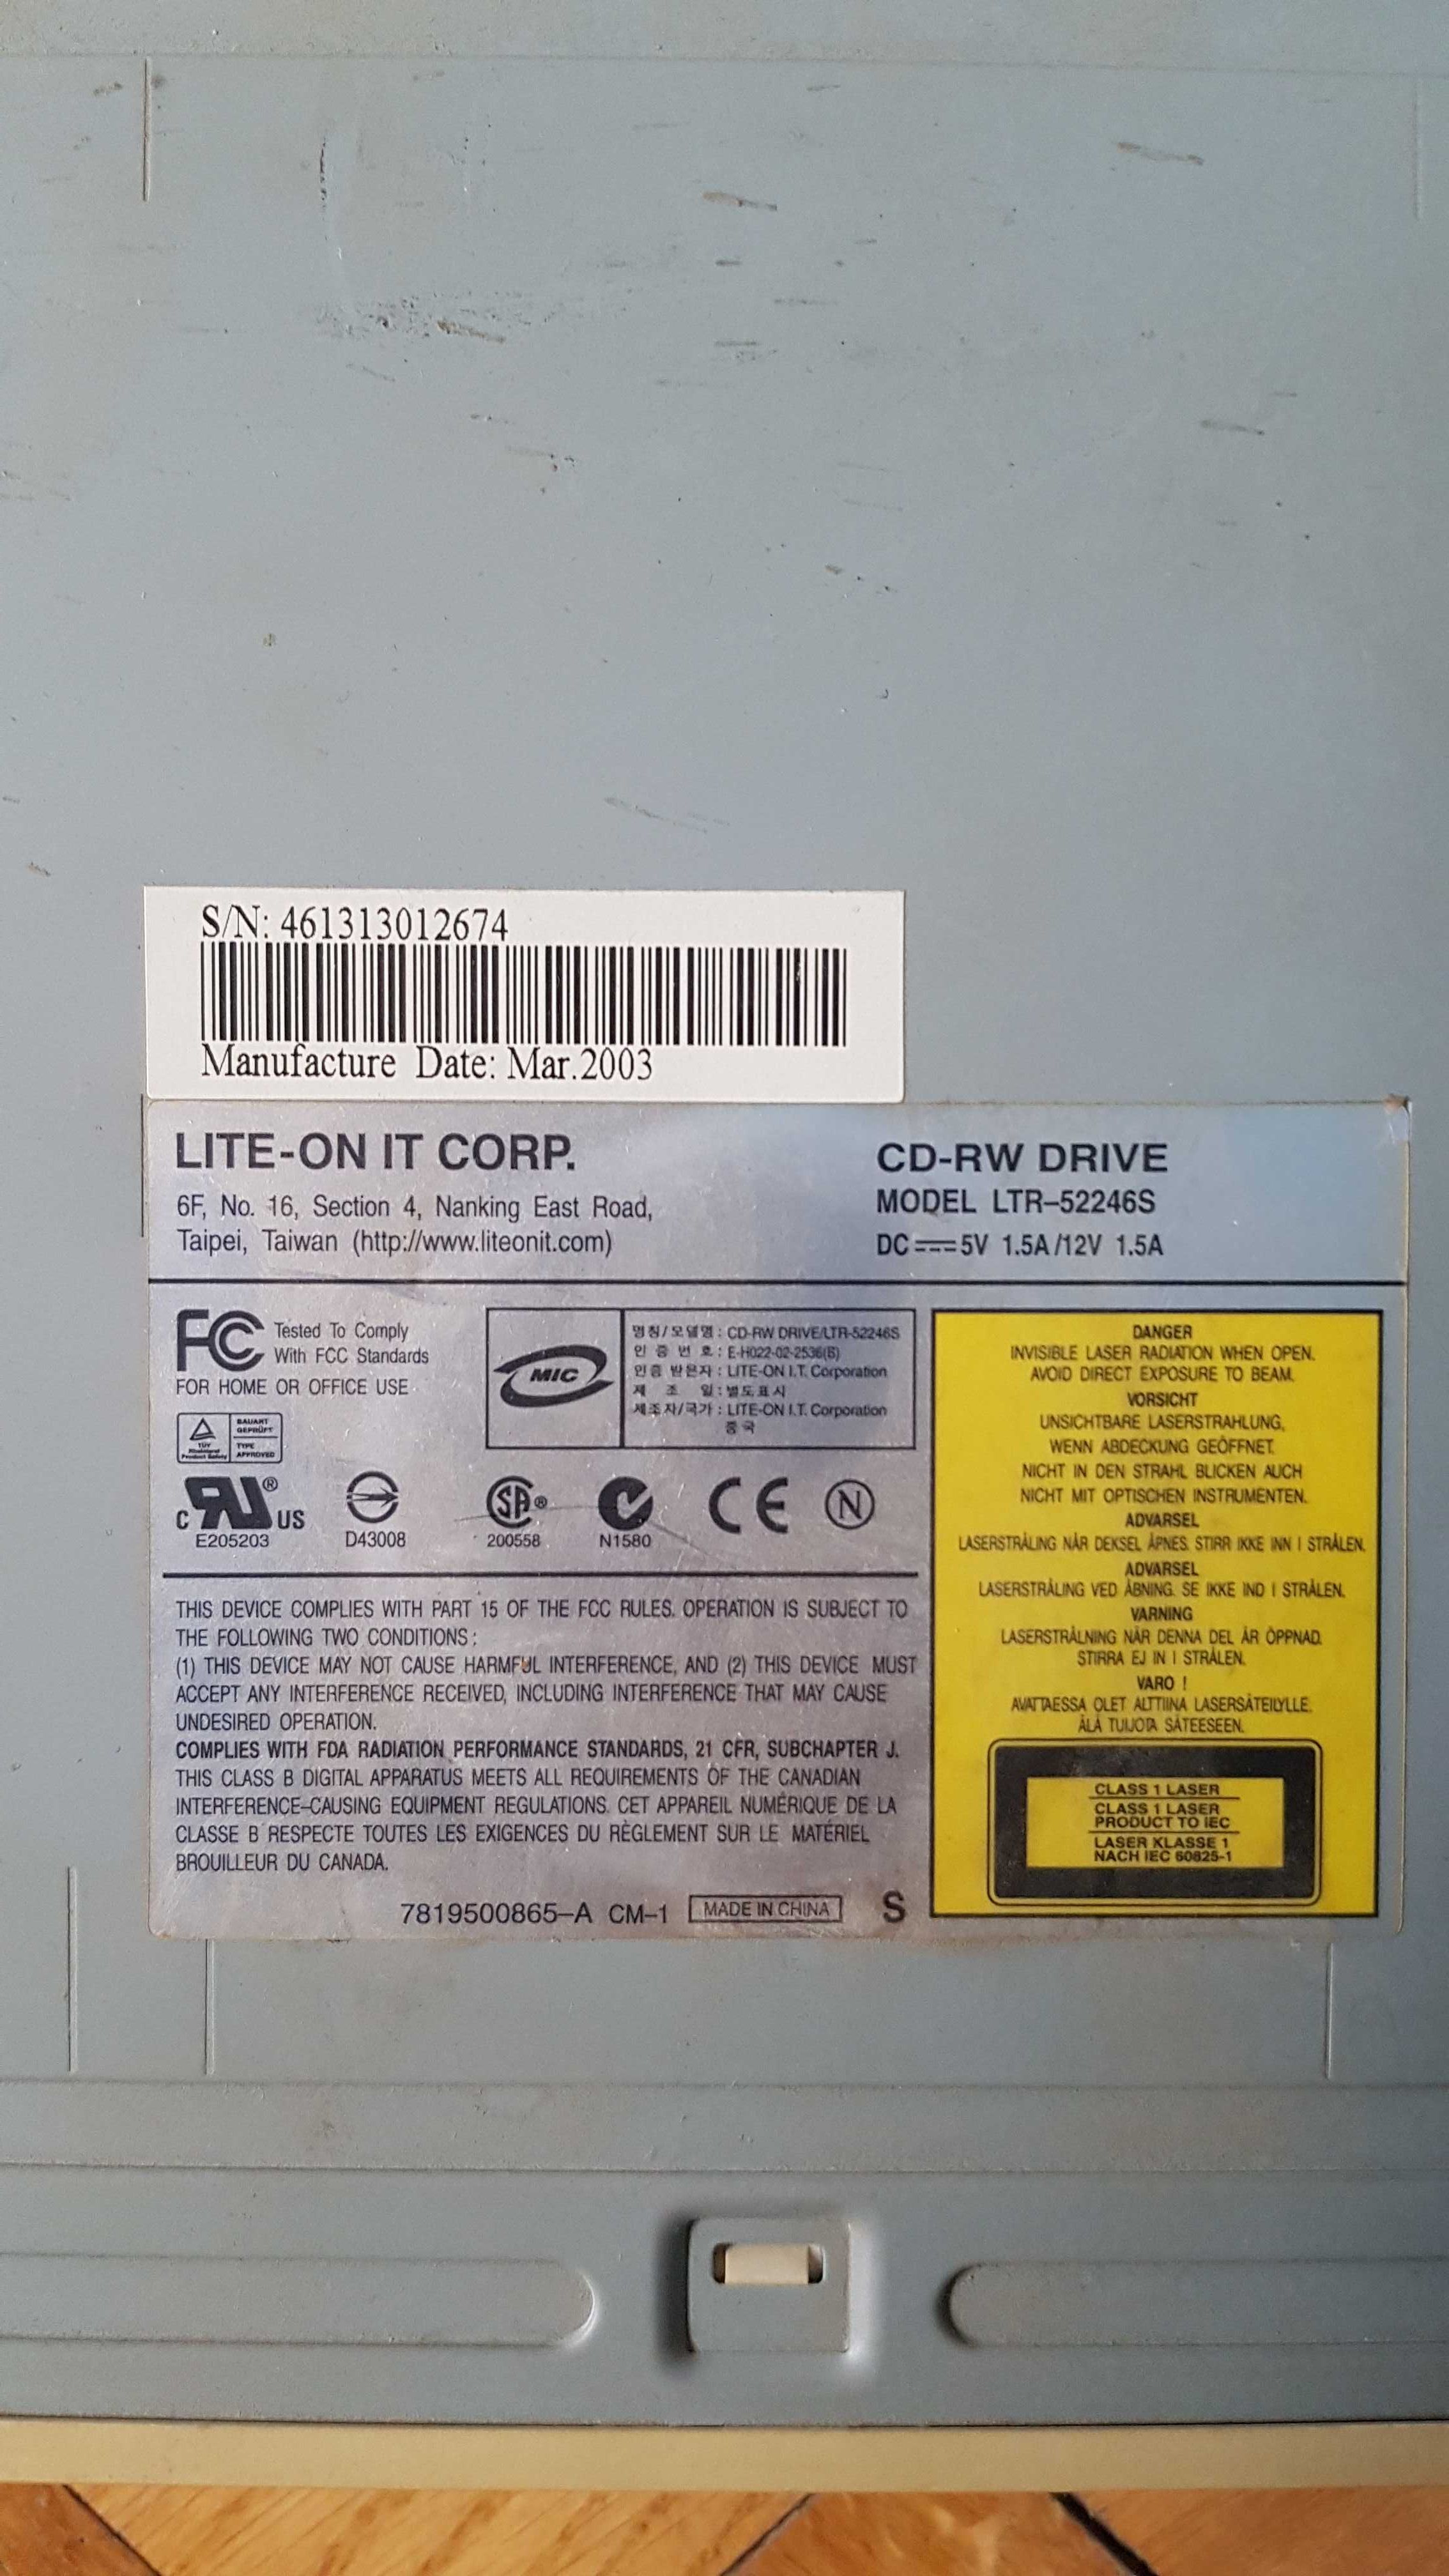 S/N: 461313012674
Manufacture Date: Mar.2003
LITE-ON IT CORP.
6F, No. 16, Section 4, Nanking East Road,
Taipei, Taiwan (http://www.liteonit.com)
CD-RW DRIVE
MODEL LTR-52246S
DC 5V 1.5A/12V 1.5A
FC Tested To Comply
With FCC Standards
FOR HOME OR OFFICE USE
TÜV
Rheinland
Product Safety
BAUART
GEPRÜFT
TYPE
APPROVED
MIC
명칭/모델명 : CD-RW DRIVE/LTR-52246S
인 증 번 호 : E-H022-02-2536(B)
인증 받은자 : LITE-ON I.T. Corporation
제 조 일 : 별도표시
제조자/국가 : LITE-ON I.T. Corporation
중국
C RU ® US
E205203
D43008
SA ®
200558
N1580
CE
N
THIS DEVICE COMPLIES WITH PART 15 OF THE FCC RULES. OPERATION IS SUBJECT TO
THE FOLLOWING TWO CONDITIONS :
(1) THIS DEVICE MAY NOT CAUSE HARMFUL INTERFERENCE, AND (2) THIS DEVICE MUST
ACCEPT ANY INTERFERENCE RECEIVED, INCLUDING INTERFERENCE THAT MAY CAUSE
UNDESIRED OPERATION.
COMPLIES WITH FDA RADIATION PERFORMANCE STANDARDS, 21 CFR, SUBCHAPTER J.
THIS CLASS B DIGITAL APPARATUS MEETS ALL REQUIREMENTS OF THE CANADIAN
INTERFERENCE-CAUSING EQUIPMENT REGULATIONS. CET APPAREIL NUMÉRIQUE DE LA
CLASSE B RESPECTE TOUTES LES EXIGENCES DU RÈGLEMENT SUR LE MATÉRIEL
BROUILLEUR DU CANADA.
7819500865-A CM-1 MADE IN CHINA S
DANGER
INVISIBLE LASER RADIATION WHEN OPEN.
AVOID DIRECT EXPOSURE TO BEAM.
VORSICHT
UNSICHTBARE LASERSTRAHLUNG,
WENN ABDECKUNG GEÖFFNET.
NICHT IN DEN STRAHL BLICKEN AUCH
NICHT MIT OPTISCHEN INSTRUMENTEN.
ADVARSEL
LASERSTRÅLING NÅR DEKSEL ÅPNES. STIRR IKKE INN I STRÅLEN.
ADVARSEL
LASERSTRÅLING VED ÅBNING. SE IKKE IND I STRÅLEN.
VARNING
LASERSTRÅLNING NÄR DENNA DEL ÄR ÖPPNAD.
STIRRA EJ IN I STRÅLEN.
VARO !
AVATTAESSA OLET ALTTIINA LASERSÄTEILYLLE.
ÄLÄ TUIJOTA SÄTEESEEN.
CLASS 1 LASER
CLASS 1 LASER
PRODUCT TO IEC
LASER KLASSE 1
NACH IEC 60825-1